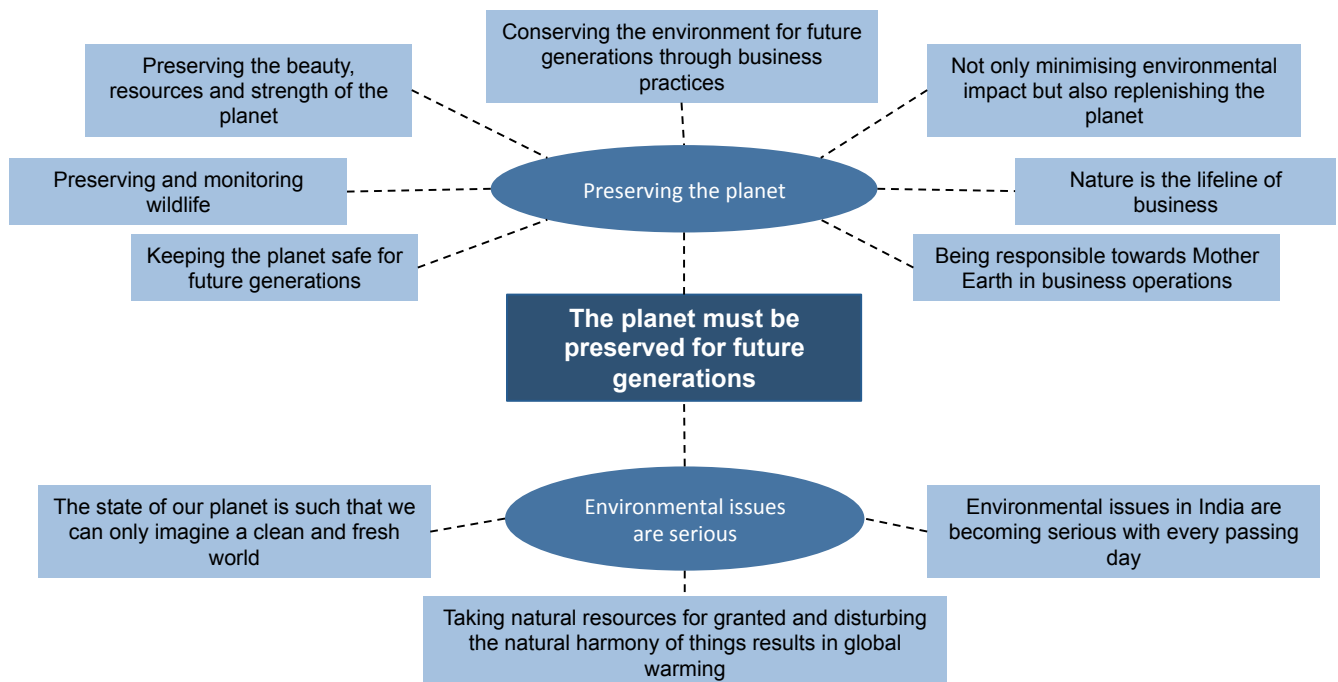 Conserving the environment for future
generations through business
practices
Preserving the beauty,
resources and strength of the
planet
Not only minimising environmental
impact but also replenishing the
planet
Preserving and monitoring
wildlife
Preserving the planet
Nature is the lifeline of
business
Keeping the planet safe for
future generations
Being responsible towards Mother
Earth in business operations
The planet must be
preserved for future
generations
The state of our planet is such that we
can only imagine a clean and fresh
world
Environmental issues
are serious
Environmental issues in India are
becoming serious with every passing
day
Taking natural resources for granted and disturbing
the natural harmony of things results in global
warming